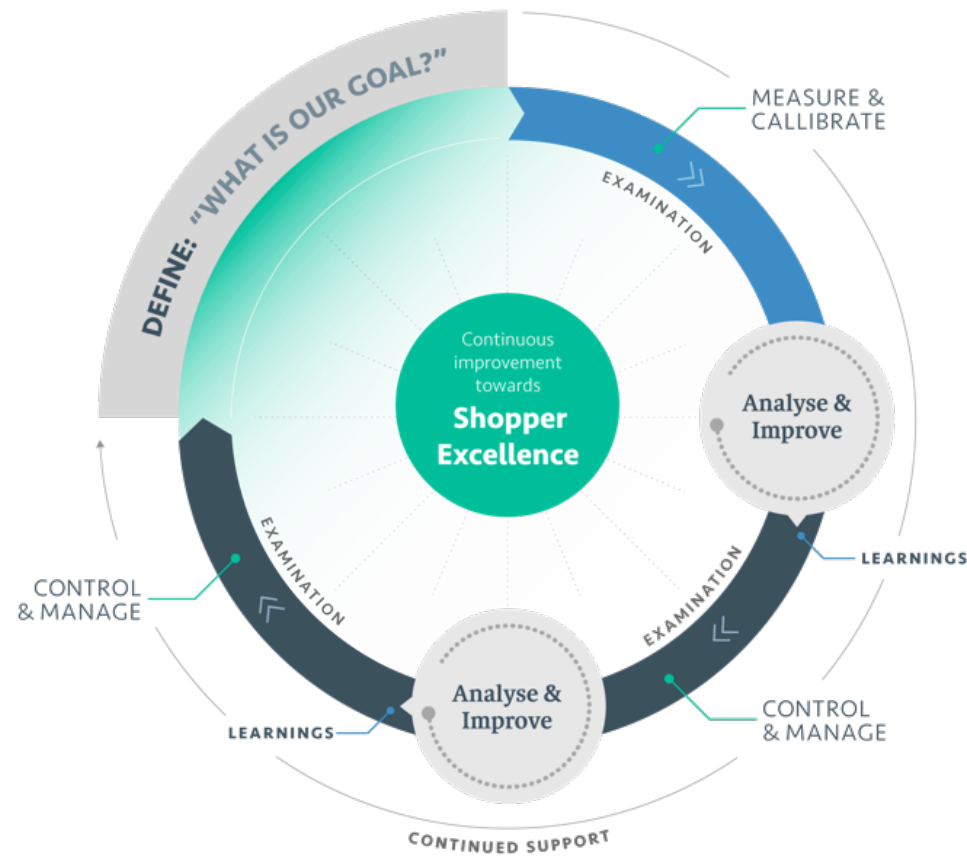 DEFINE: "WHAT IS OUR GOAL?”
MEASURE &
CALLIBRATE
EXAMINATION
Continuous
improvement
towards
Shopper
Excellence
Analyse &
Improve
LEARNINGS
EXAMINATION
CONTROL
& MANAGE
Analyse &
Improve
LEARNINGS
EXAMINATION
CONTROL
& MANAGE
CONTINUED SUPPORT